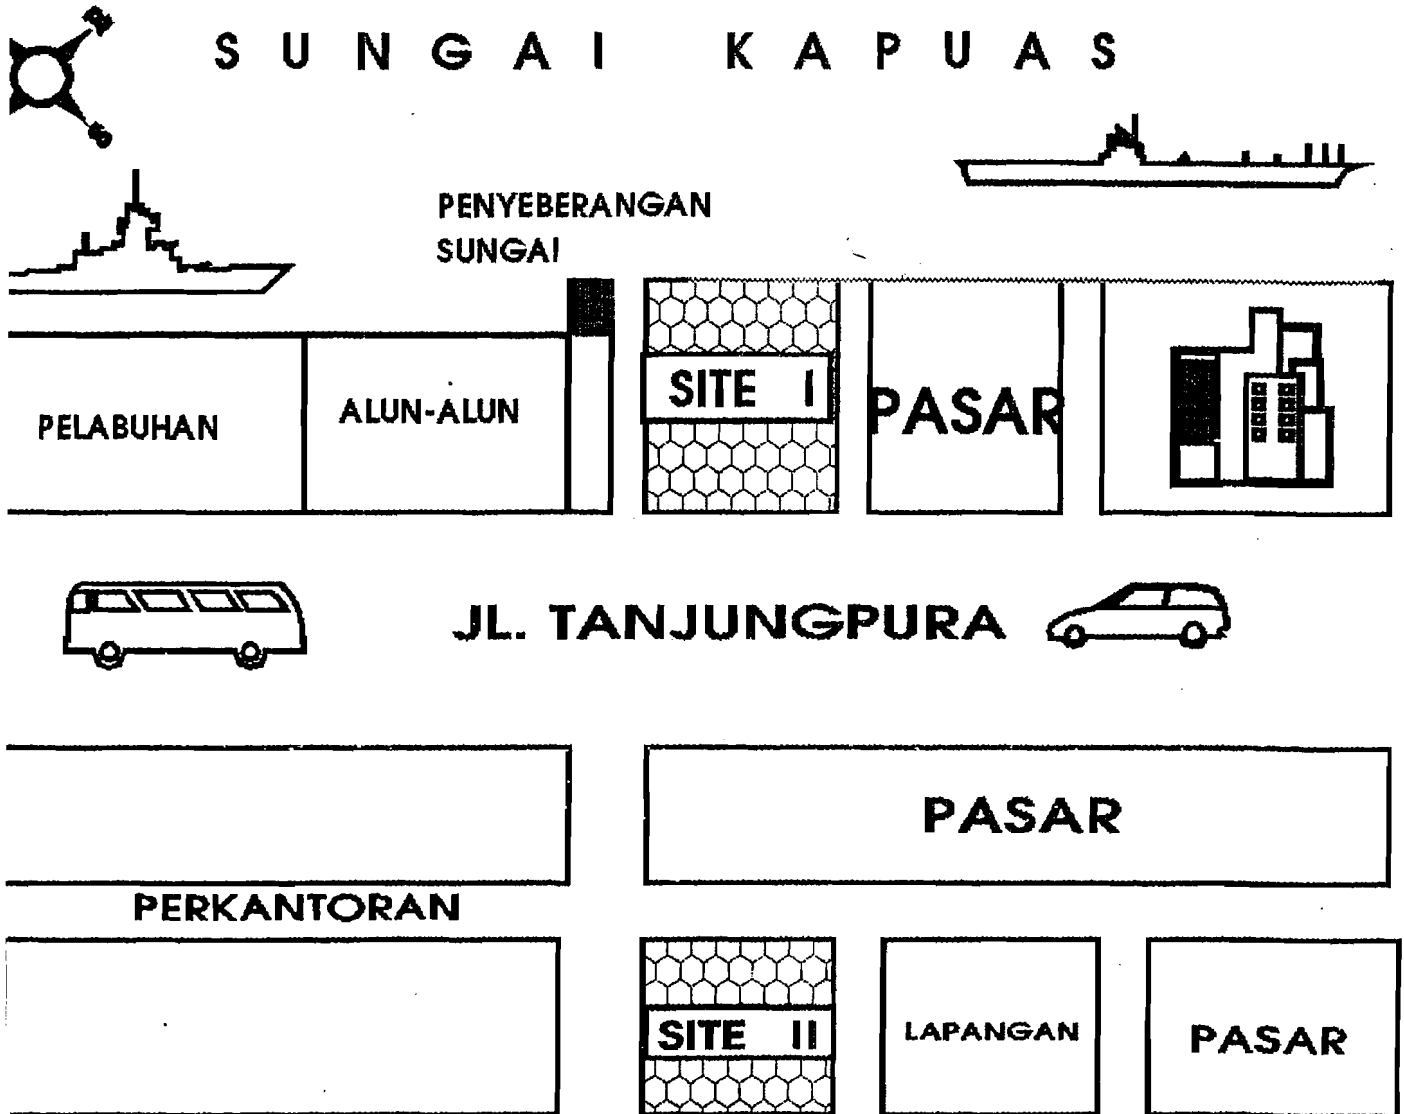 SUNGAI KAPUAS
PENYEBERANGAN
SUNGAI
SITE I
PASAR
PELABUHAN
ALUN-ALUN
JL. TANJUNGPURA
PASAR
PERKANTORAN
SITE II
LAPANGAN
PASAR